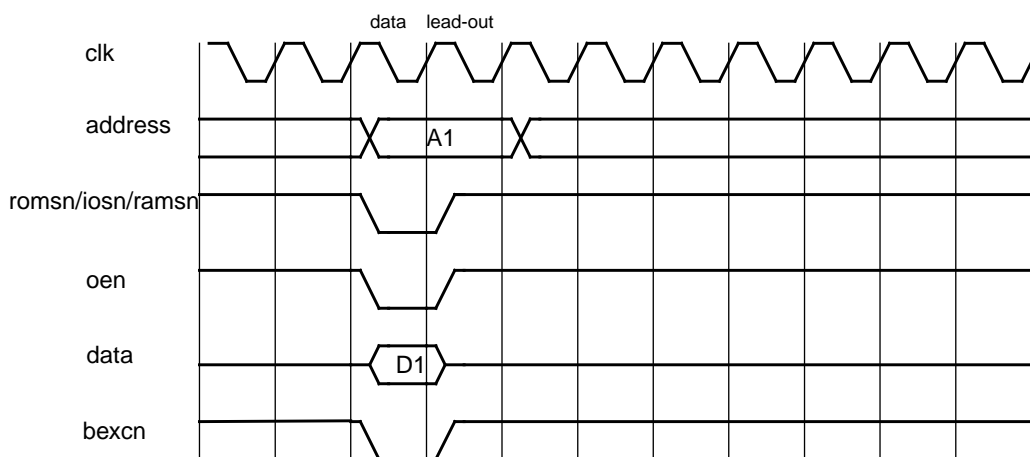 data lead-out
clk
address
A1
romsn/iosn/ramsn
oen
data
D1
bexcn